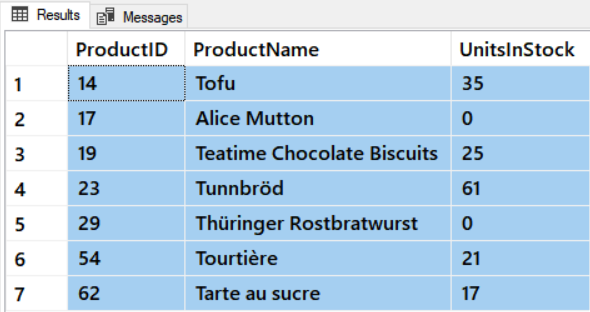 Results Messages
ProductID ProductName UnitsInStock
1 14 Tofu 35
2 17 Alice Mutton 0
3 19 Teatime Chocolate Biscuits 25
4 23 Tunnbröd 61
5 29 Thüringer Rostbratwurst 0
6 54 Tourtière 21
7 62 Tarte au sucre 17